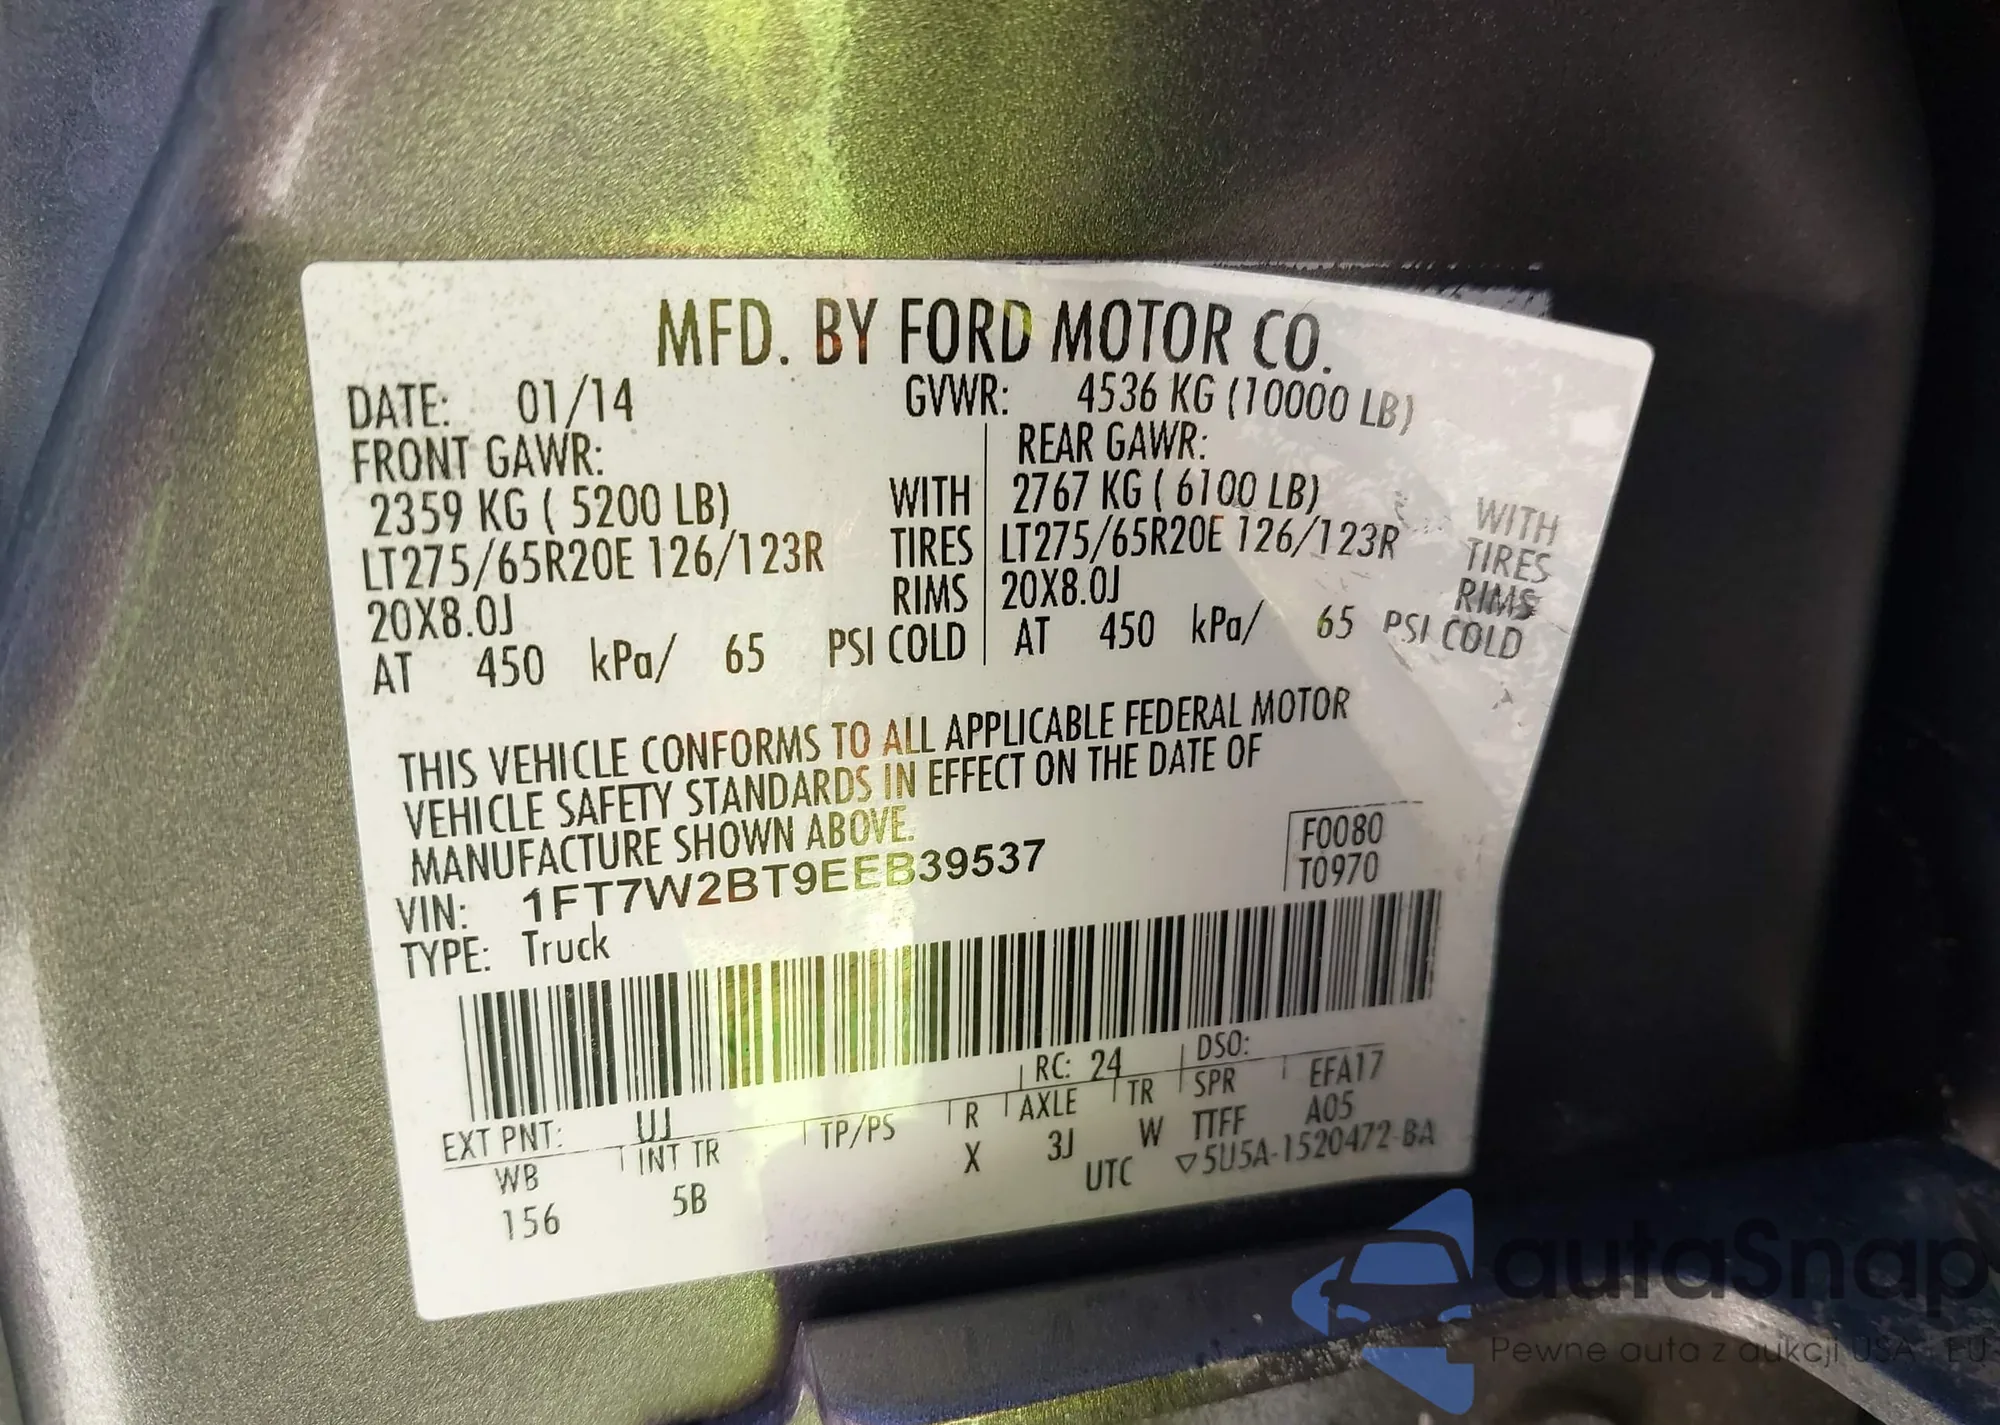 MFD. BY FORD MOTOR CO.
DATE: 01/14 GVWR: 4536 KG (10000 LB)
FRONT GAWR: REAR GAWR:
2359 KG ( 5200 LB) WITH 2767 KG ( 6100 LB) WITH
LT275/65R20E 126/123R TIRES LT275/65R20E 126/123R TIRES
20X8.0J RIMS 20X8.0J RIMS
AT 450 kPa/ 65 PSI COLD AT 450 kPa/ 65 PSI COLD
THIS VEHICLE CONFORMS TO ALL APPLICABLE FEDERAL MOTOR
VEHICLE SAFETY STANDARDS IN EFFECT ON THE DATE OF
MANUFACTURE SHOWN ABOVE.
F0080
VIN: 1FT7W2BT9EEB39537
T0970
TYPE: Truck
EXT PNT: UJ RC: 24 DSO:
WB INT TR TP/PS R AXLE TR SPR EFA17
156 5B X 3J W TTFF A05
UTC ▽5U5A-1520472-BA
autaSnap
Pewne auta z aukcji USA - EU